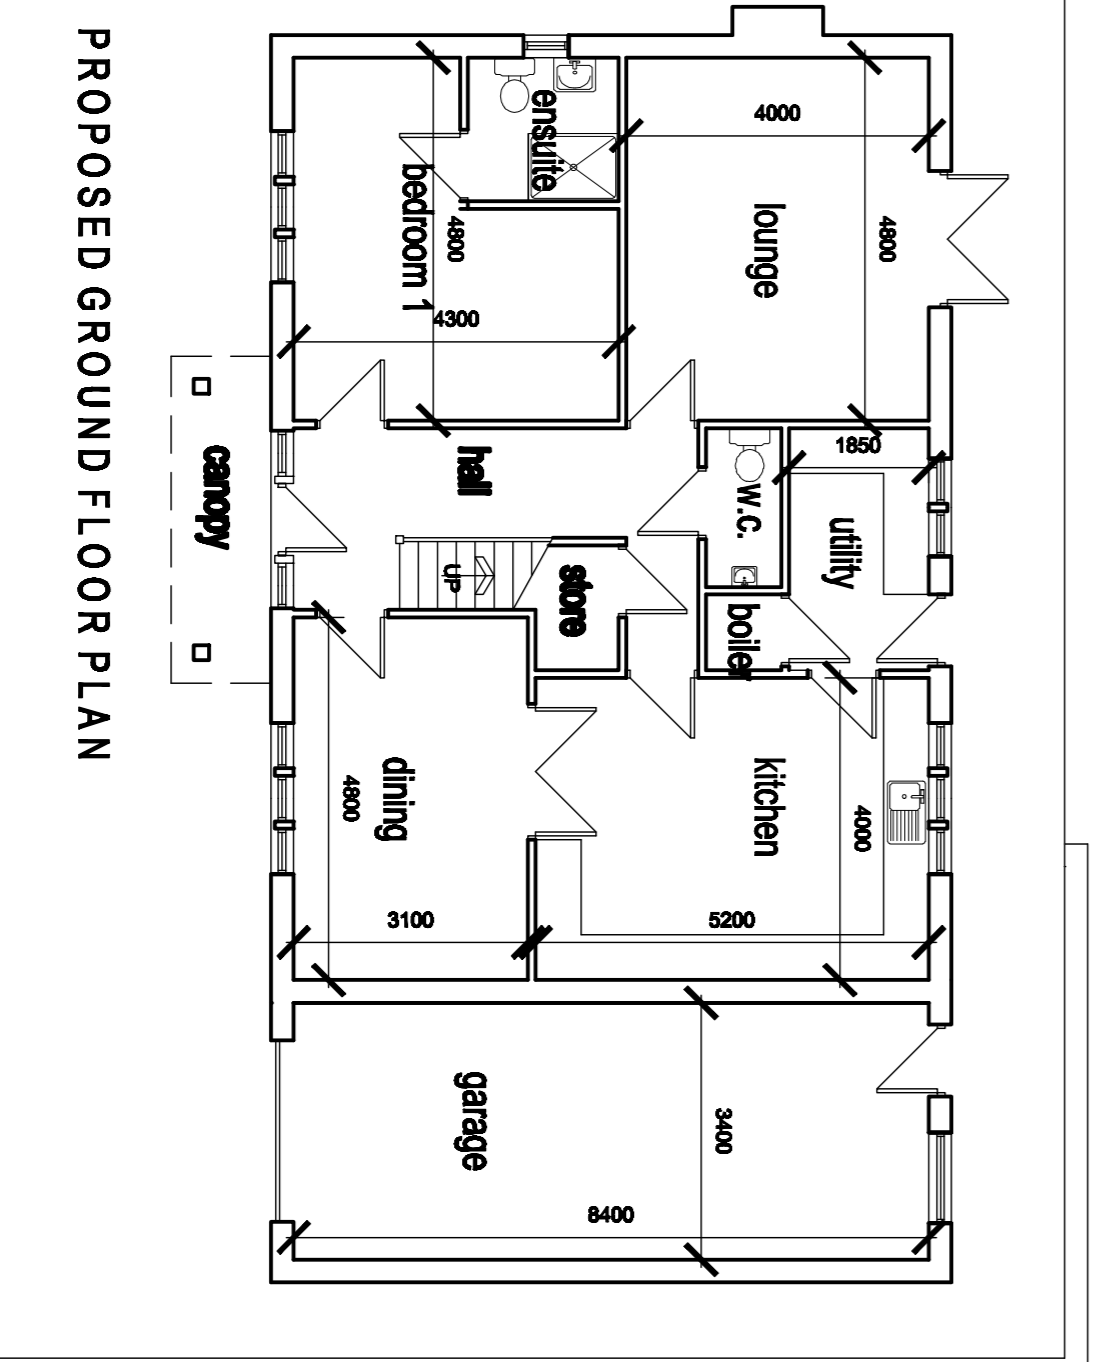 PROPOSED GROUND FLOOR PLAN
ensuite
4000
bedroom 1
4800
lounge
4800
4300
canopy
hall
w.c.
1850
utility
UP
store
boiler
dining
4800
kitchen
4000
3100
5200
garage
3400
8400